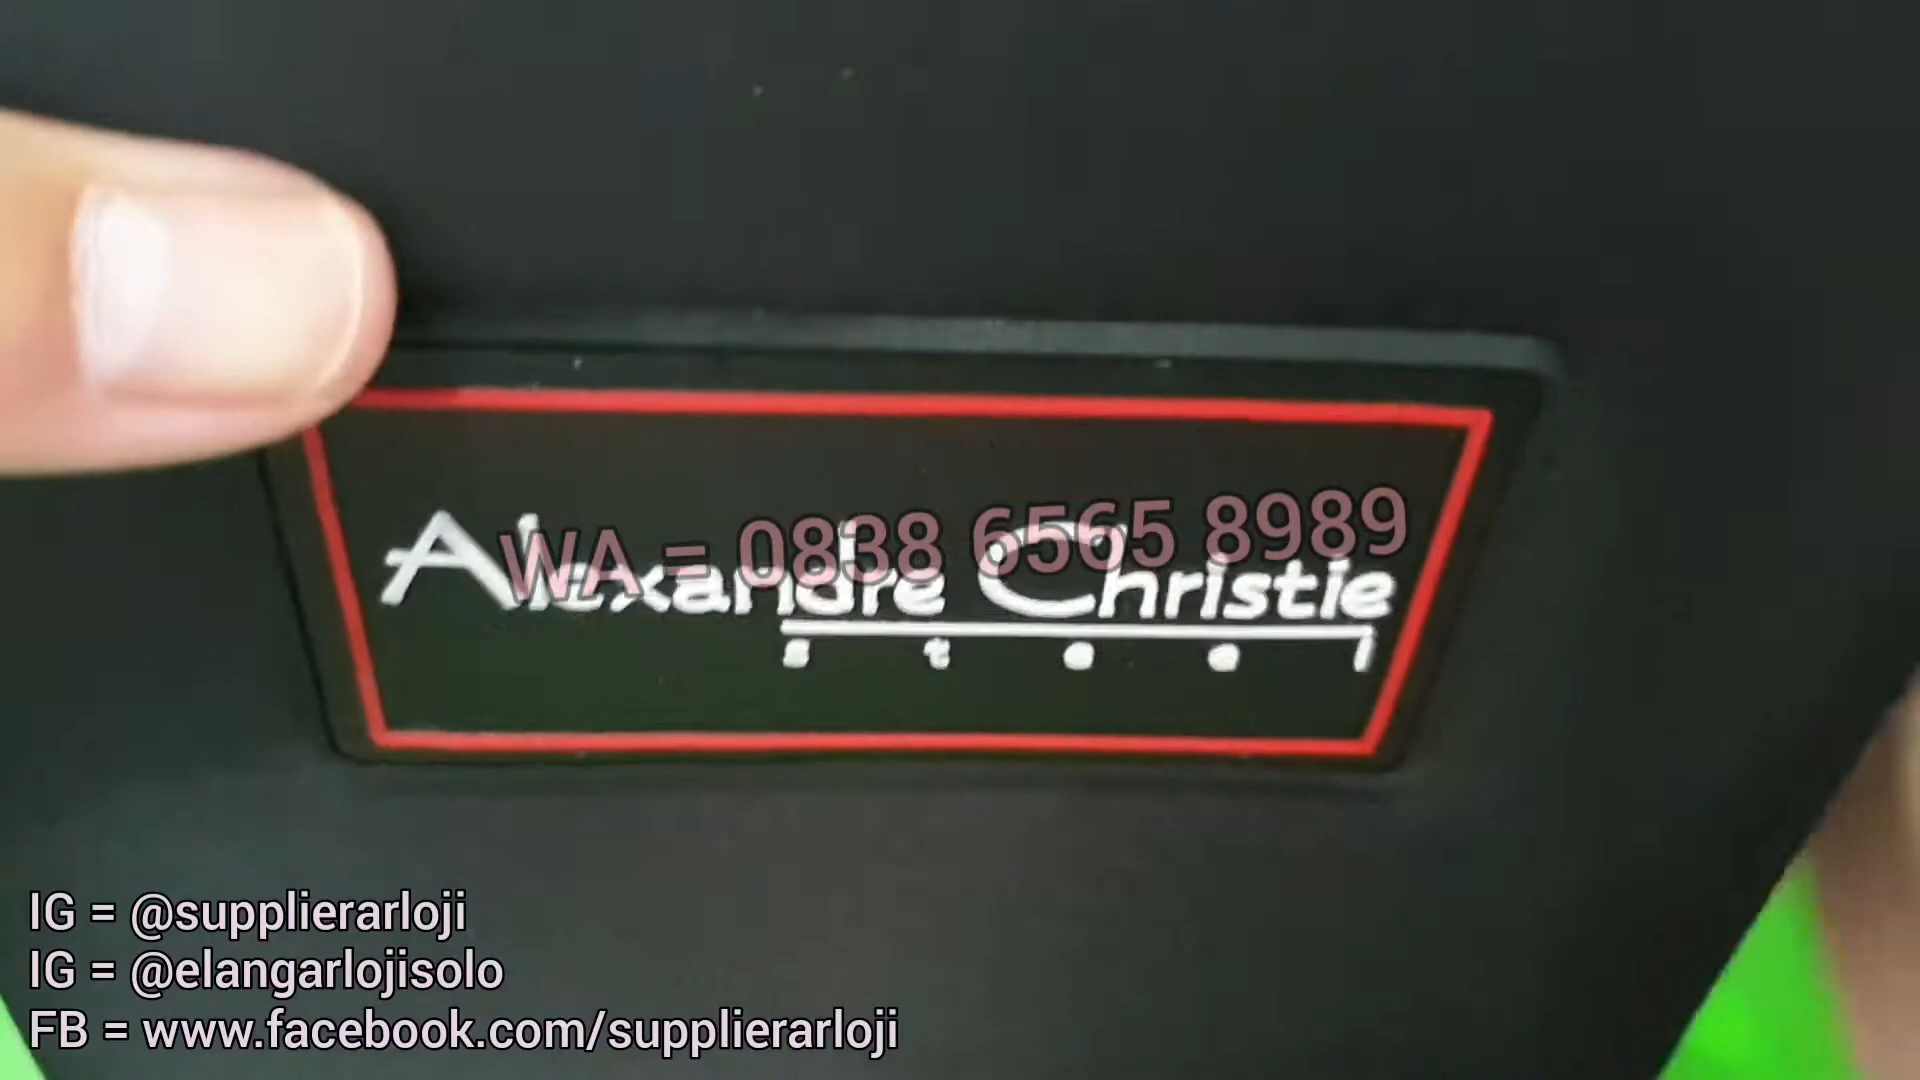 WA = 0838 6565 8989
Alexandre Christie
steel
IG = @supplierarloji
IG = @elangarlojisolo
FB = www.facebook.com/supplierarloji